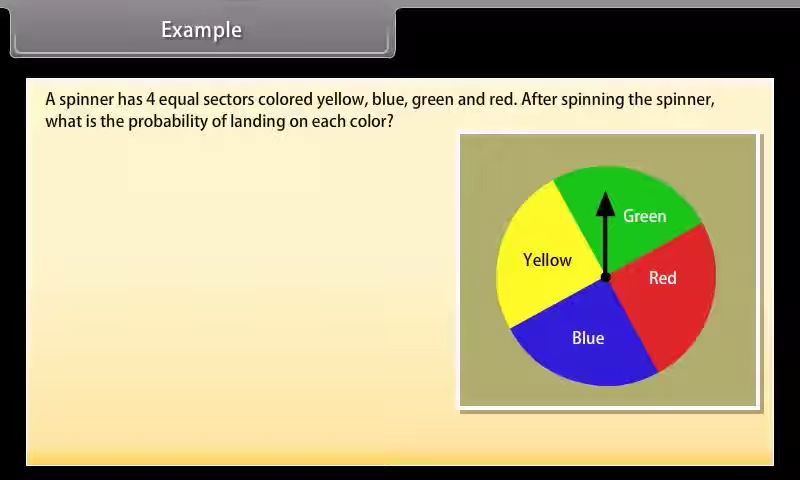 Example
A spinner has 4 equal sectors colored yellow, blue, green and red. After spinning the spinner,
what is the probability of landing on each color?
Green
Yellow
Red
Blue